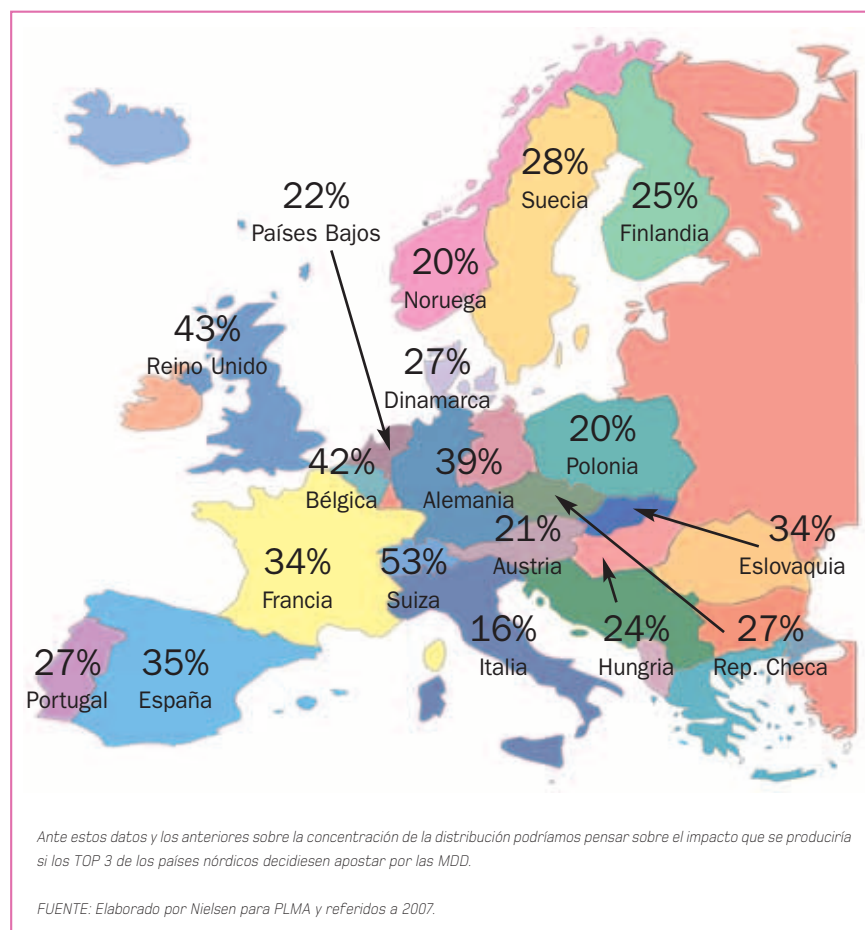 28%
Suecia
22%
Países Bajos
25%
Finlandia
20%
Noruega
43%
Reino Unido
27%
Dinamarca
20%
Polonia
42%
Bélgica
39%
Alemania
21%
Austria
34%
Eslovaquia
34%
Francia
53%
Suiza
16%
Italia
24%
Hungria
27%
Rep. Checa
27%
Portugal
35%
España
Ante estos datos y los anteriores sobre la concentración de la distribución podríamos pensar sobre el impacto que se produciría
si los TOP 3 de los países nórdicos decidiesen apostar por las MDD.
FUENTE: Elaborado por Nielsen para PLMA y referidos a 2007.